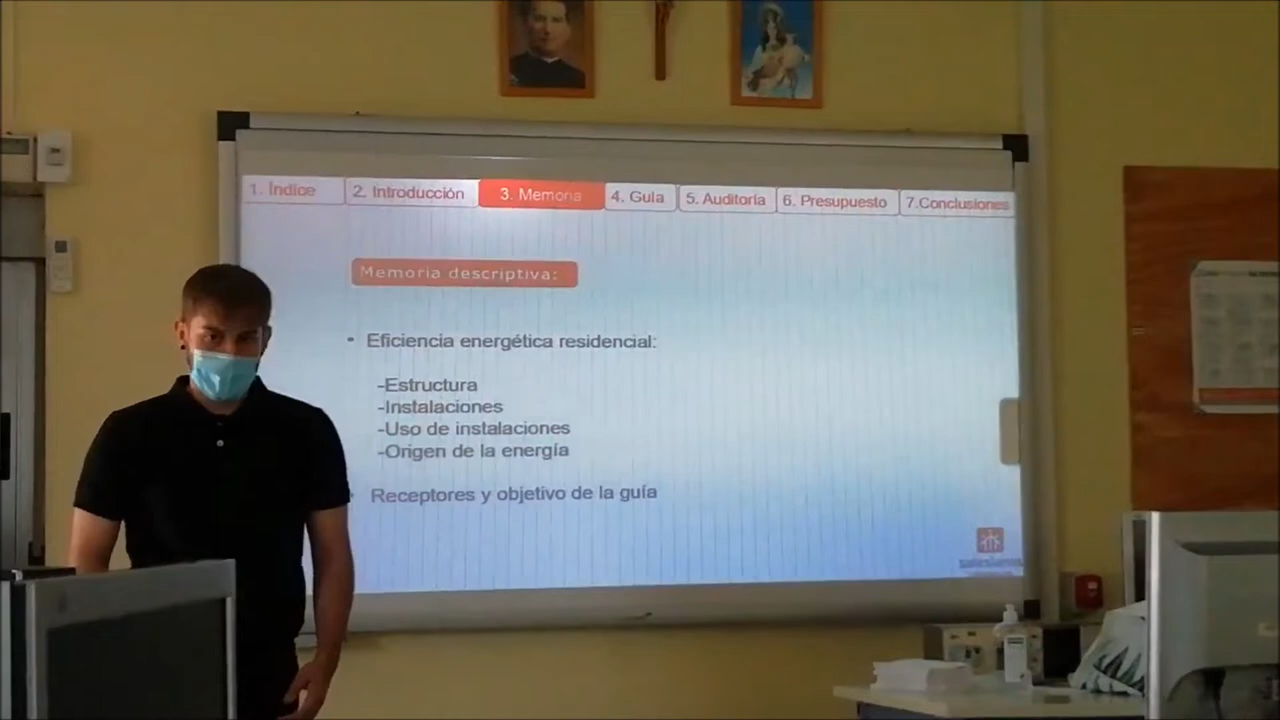 1. Índice
2. Introducción
3. Memoria
4. Guía
5. Auditoría
6. Presupuesto
7.Conclusiones
Memoria descriptiva:
• Eficiencia energética residencial:
-Estructura
-Instalaciones
-Uso de instalaciones
-Origen de la energía
• Receptores y objetivo de la guía
salesianos